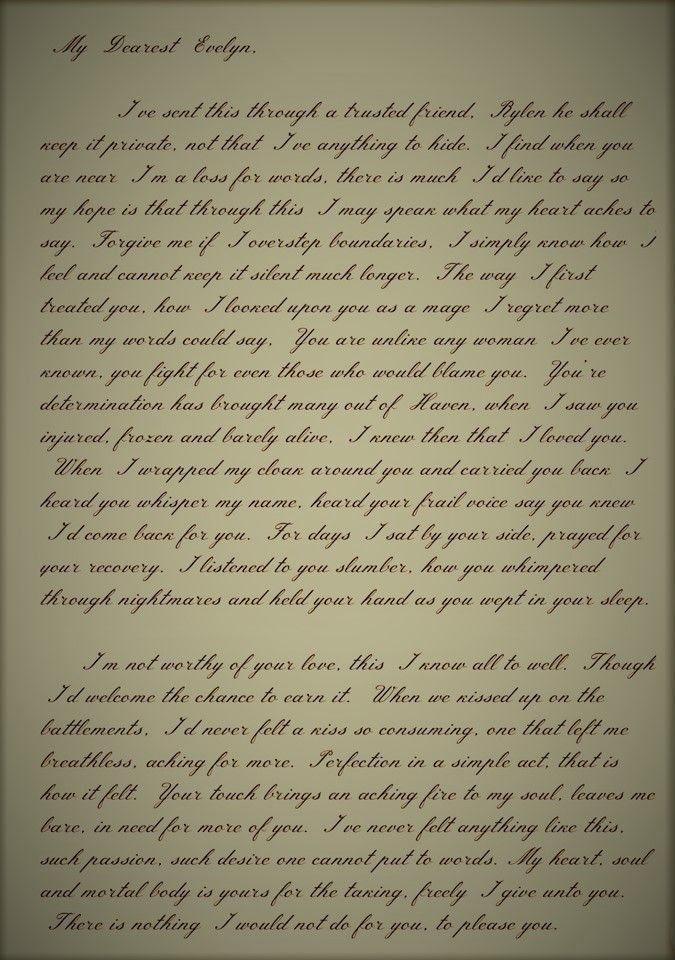 My Dearest Evelyn,
I've sent this through a trusted friend, Rylen he shall
keep it private, not that I've anything to hide. I find when you
are near I'm a loss for words, there is much I'd like to say so
my hope is that through this I may speak what my heart aches to
say. Forgive me if I overstep boundaries, I simply know how I
feel and cannot keep it silent much longer. The way I first
treated you, how I looked upon you as a mage I regret more
than my words could say, You are unlike any woman I've ever
known, you fight for even those who would blame you. You're
determination has brought many out of Haven, when I saw you
injured, frozen and barely alive, I knew then that I loved you.
When I wrapped my cloak around you and carried you back I
heard you whisper my name, heard your frail voice say you knew
I'd come back for you. For days I sat by your side, prayed for
your recovery. I listened to you slumber, how you whimpered
through nightmares and held your hand as you wept in your sleep.
I'm not worthy of your love, this I know all to well. Though
I'd welcome the chance to earn it. When we kissed up on the
battlements, I'd never felt a kiss so consuming, one that left me
breathless, aching for more. Perfection in a simple act, that is
how it felt. Your touch brings an aching fire to my soul, leaves me
bare, in need for more of you. I've never felt anything like this,
such passion, such desire one cannot put to words. My heart, soul
and mortal body is yours for the taking, freely I give unto you.
There is nothing I would not do for you, to please you.